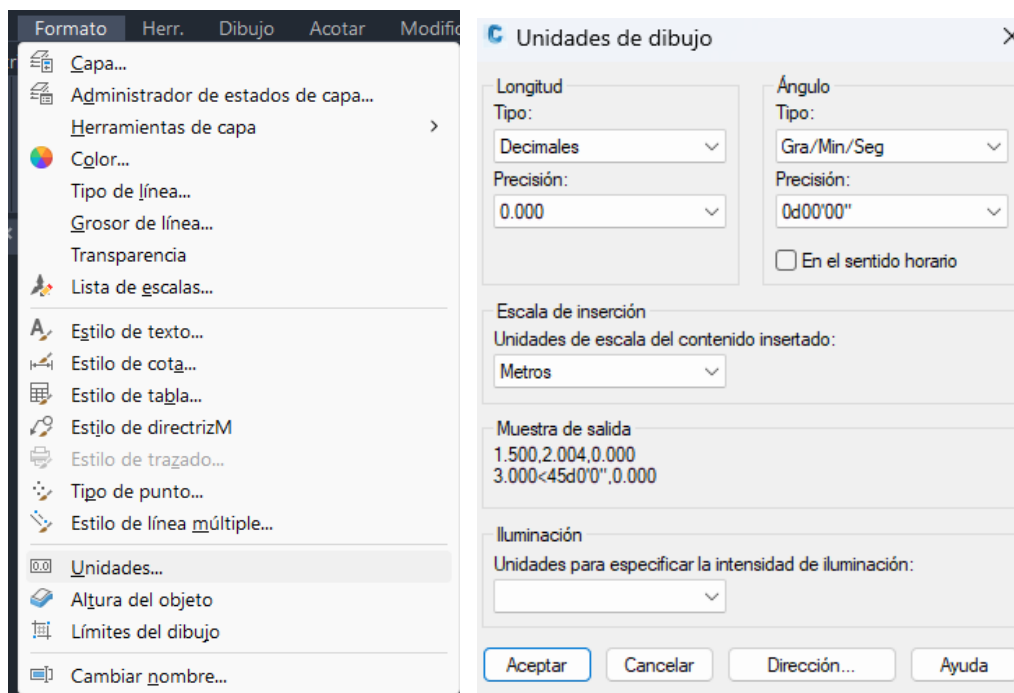 Formato Herr. Dibujo Acotar Modific
Capa...
Administrador de estados de capa...
Herramientas de capa
Color...
Tipo de línea...
Grosor de línea...
Transparencia
Lista de escalas...
Estilo de texto...
Estilo de cota...
Estilo de tabla...
Estilo de directrizM
Estilo de trazado...
Tipo de punto...
Estilo de línea múltiple...
0.0 Unidades...
Altura del objeto
Límites del dibujo
Cambiar nombre...
C Unidades de dibujo
Longitud
Tipo:
Decimales
Precisión:
0.000
Ángulo
Tipo:
Gra/Min/Seg
Precisión:
0d00'00"
En el sentido horario
Escala de inserción
Unidades de escala del contenido insertado:
Metros
Muestra de salida
1.500,2.004,0.000
3.000<45d0'0",0.000
Iluminación
Unidades para especificar la intensidad de iluminación:
Aceptar Cancelar Dirección... Ayuda